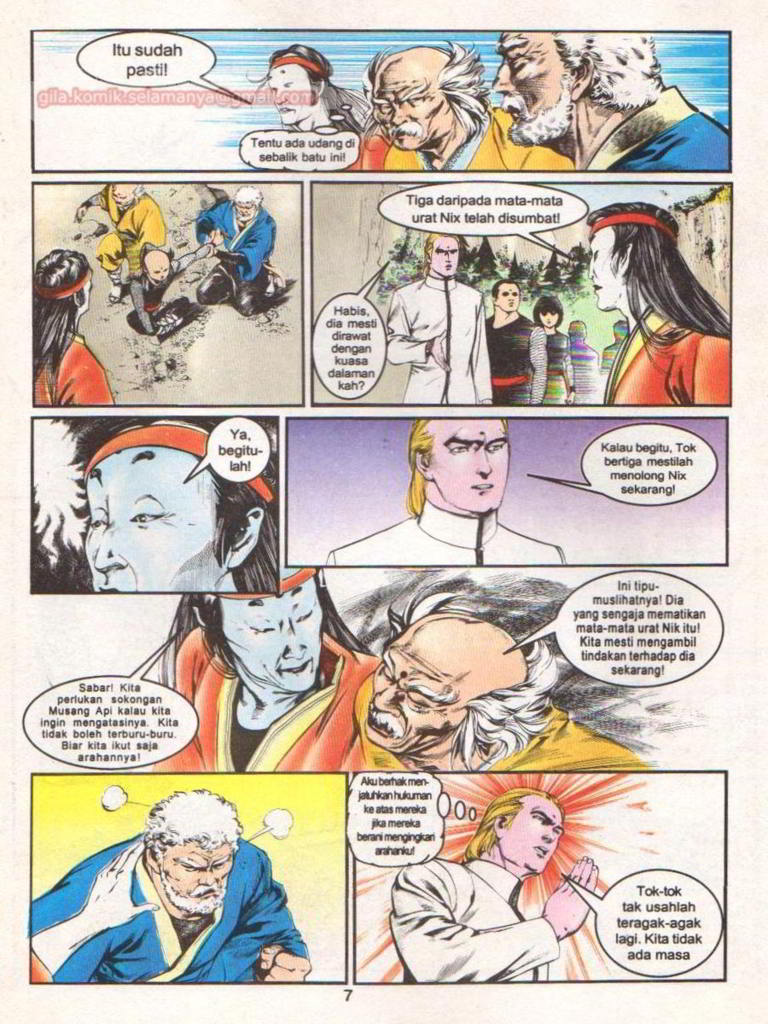 Itu sudah
pasti!
gila.komik.selamanya@gmail.com
Tentu ada udang di
sebalik batu ini!
Tiga daripada mata-mata
urat Nix telah disumbat!
Habis,
dia mesti
dirawat
dengan
kuasa
dalaman
kah?
Ya,
begitu-
lah!
Kalau begitu, Tok
bertiga mestilah
menolong Nix
sekarang!
Ini tipu-
muslihatnya! Dia
yang sengaja mematikan
mata-mata urat Nik itu!
Kita mesti mengambil
tindakan terhadap dia
sekarang!
Sabar! Kita
perlukan sokongan
Musang Api kalau kita
ingin mengatasinya. Kita
tidak boleh terburu-buru.
Biar kita ikut saja
arahannya!
Aku berhak men-
jatuhkan hukuman
ke atas mereka
jika mereka
berani mengingkari
arahanku!
Tok-tok
tak usahlah
teragak-agak
lagi. Kita tidak
ada masa
7